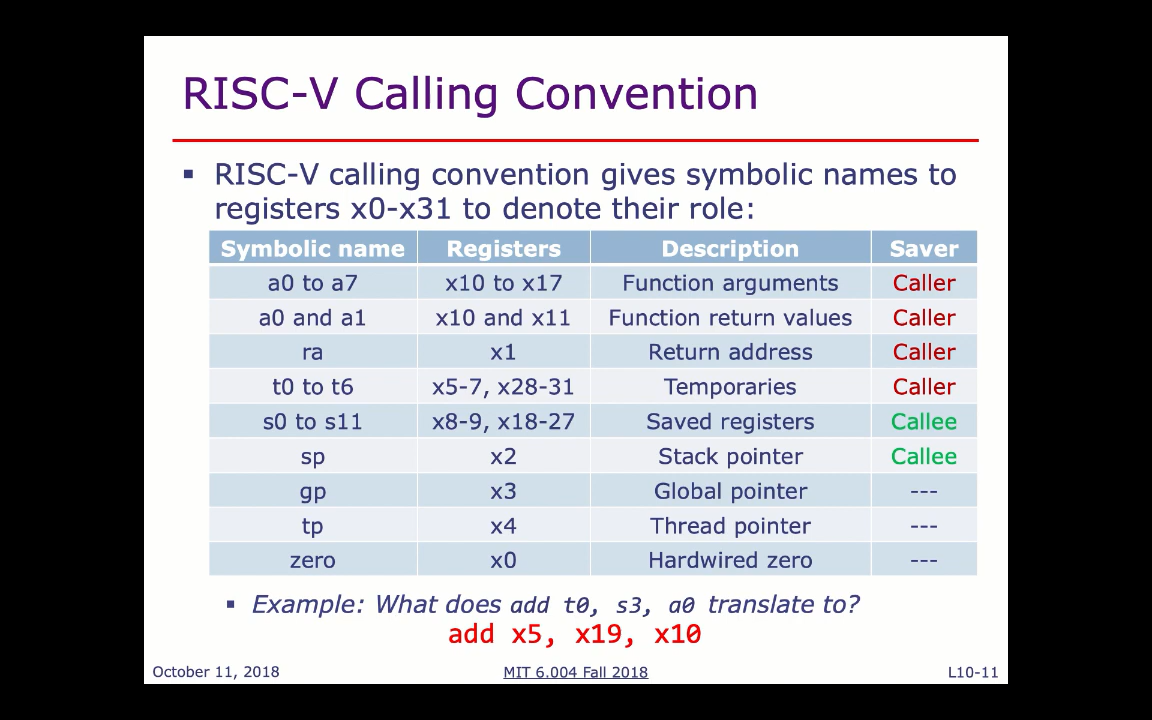 RISC-V Calling Convention
▪ RISC-V calling convention gives symbolic names to
registers x0-x31 to denote their role:
Symbolic name Registers Description Saver
a0 to a7 x10 to x17 Function arguments Caller
a0 and a1 x10 and x11 Function return values Caller
ra x1 Return address Caller
t0 to t6 x5-7, x28-31 Temporaries Caller
s0 to s11 x8-9, x18-27 Saved registers Callee
sp x2 Stack pointer Callee
gp x3 Global pointer ---
tp x4 Thread pointer ---
zero x0 Hardwired zero ---
▪ Example: What does add t0, s3, a0 translate to?
add x5, x19, x10
October 11, 2018 MIT 6.004 Fall 2018 L10-11